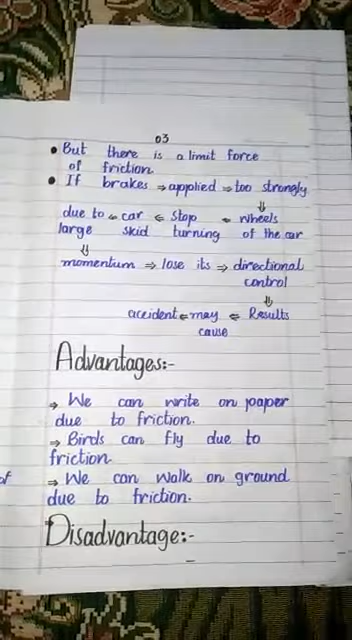 03
• But there is a limit force
of friction.
• If brakes → applied → too strongly
⇓
due to ← car ← stop ← wheels
large skid turning of the car
⇓
momentum ⇒ lose its ⇒ directional
control
⇓
accident ← may ← Results
cause
Advantages:-
→ We can write on paper
due to friction.
→ Birds can fly due to
friction.
of
→ We can walk on ground
due to friction.
Disadvantage:-